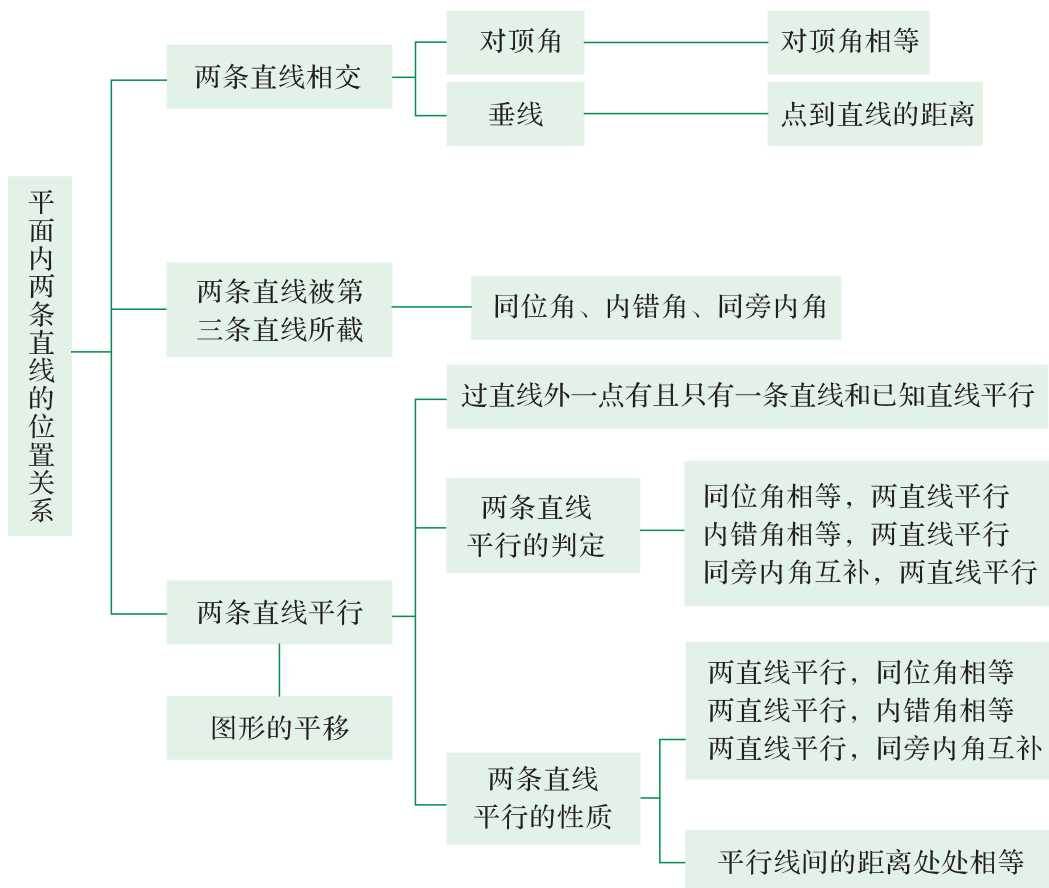 平面内两条直线的位置关系
两条直线相交
对顶角
对顶角相等
垂线
点到直线的距离
两条直线被第
三条直线所截
同位角、内错角、同旁内角
两条直线平行
图形的平移
过直线外一点有且只有一条直线和已知直线平行
两条直线
平行的判定
同位角相等，两直线平行
内错角相等，两直线平行
同旁内角互补，两直线平行
两条直线
平行的性质
两直线平行，同位角相等
两直线平行，内错角相等
两直线平行，同旁内角互补
平行线间的距离处处相等